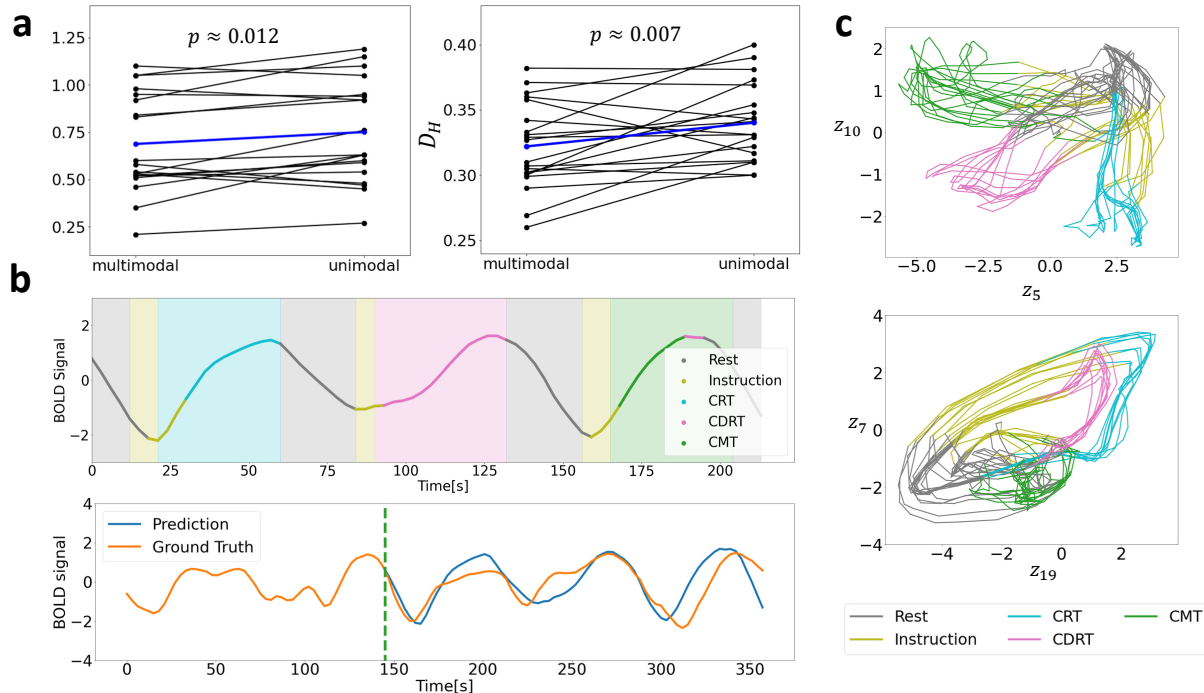 a
p ≈ 0.012
1.25
1.00
0.75
0.50
0.25
multimodal
unimodal
p ≈ 0.007
D_H
0.40
0.35
0.30
0.25
multimodal
unimodal
b
BOLD signal
2
0
−2
Rest
Instruction
CRT
CDRT
CMT
0
25
50
75
100
125
150
175
200
Time[s]
BOLD signal
4
2
0
−2
−4
Prediction
Ground Truth
0
50
100
150
200
250
300
350
Time[s]
c
z10
2
1
0
−1
−2
−5.0
−2.5
0.0
2.5
z5
z7
4
2
0
−2
−4
−4
−2
0
2
z19
Rest
CRT
CMT
Instruction
CDRT